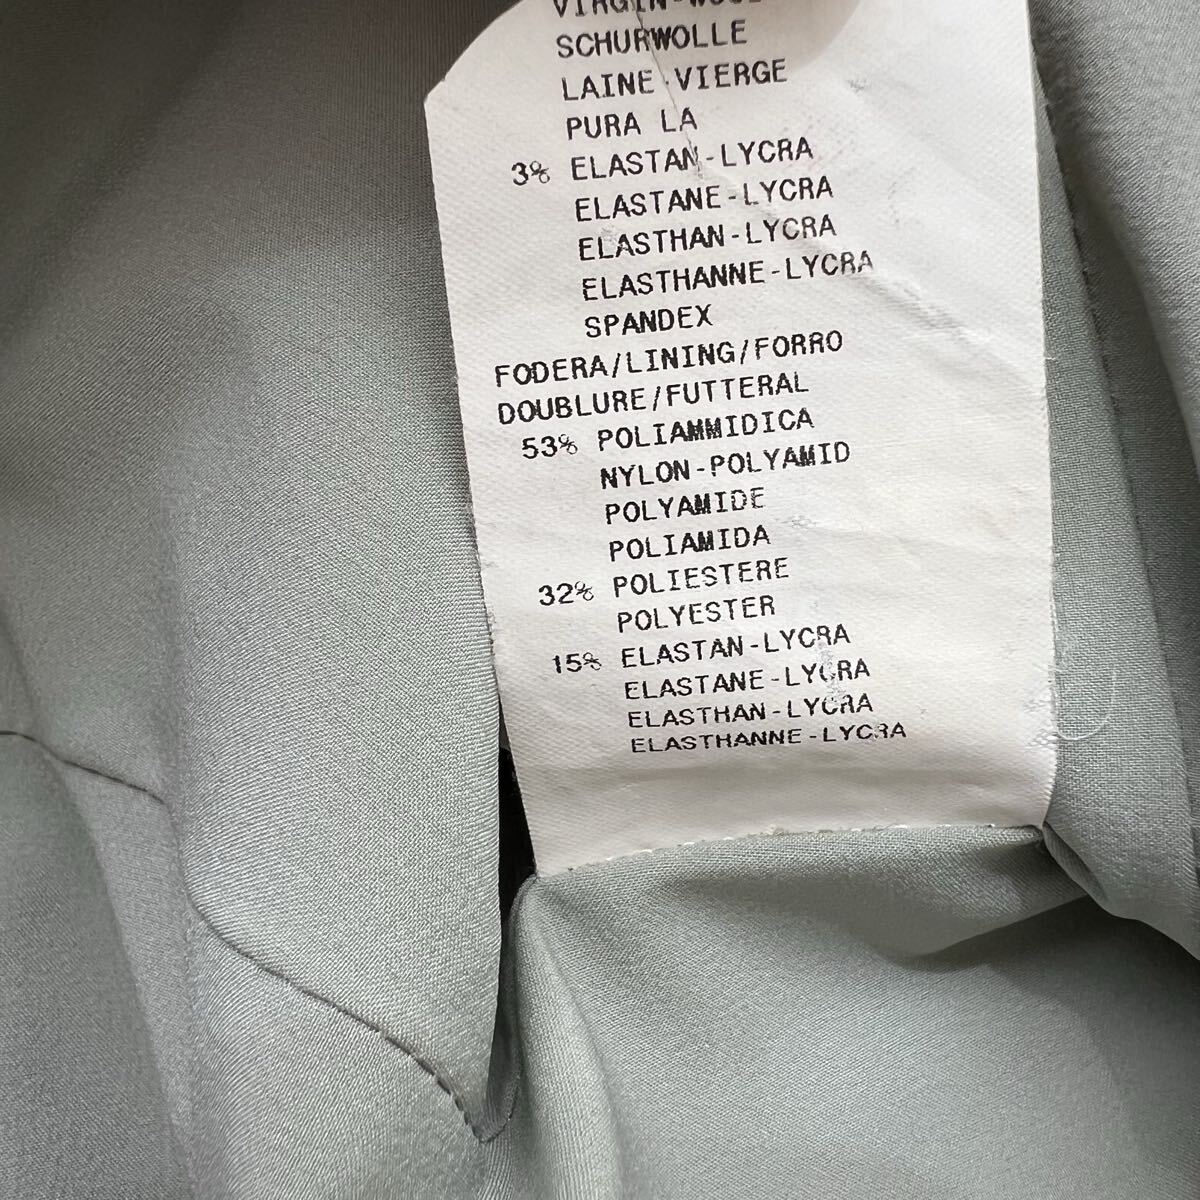 VIRGIN-WOOL
SCHURWOLLE
LAINE-VIERGE
PURA LA
3% ELASTAN-LYCRA
ELASTANE-LYCRA
ELASTHAN-LYCRA
ELASTHANNE-LYCRA
SPANDEX
FODERA/LINING/FORRO
DOUBLURE/FUTTERAL
53% POLIAMMIDICA
NYLON-POLYAMID
POLYAMIDE
POLIAMIDA
32% POLIESTERE
POLYESTER
15% ELASTAN-LYCRA
ELASTANE-LYCRA
ELASTHAN-LYCRA
ELASTHANNE-LYCRA